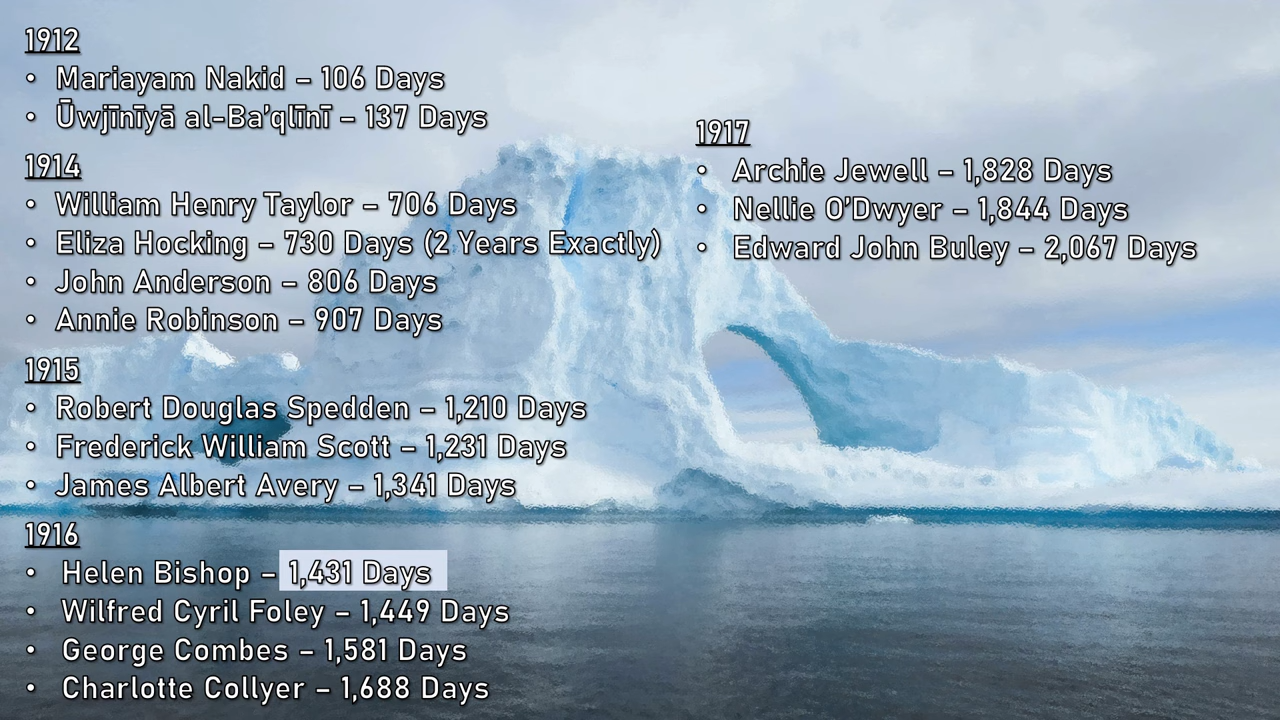 1912
• Mariayam Nakid – 106 Days
• Ūwjīnīyā al-Ba’qlīnī – 137 Days
1914
• William Henry Taylor – 706 Days
• Eliza Hocking – 730 Days (2 Years Exactly)
• John Anderson – 806 Days
• Annie Robinson – 907 Days
1915
• Robert Douglas Spedden – 1,210 Days
• Frederick William Scott – 1,231 Days
• James Albert Avery – 1,341 Days
1916
• Helen Bishop – 1,431 Days
• Wilfred Cyril Foley – 1,449 Days
• George Combes – 1,581 Days
• Charlotte Collyer – 1,688 Days
1917
• Archie Jewell – 1,828 Days
• Nellie O’Dwyer – 1,844 Days
• Edward John Buley – 2,067 Days